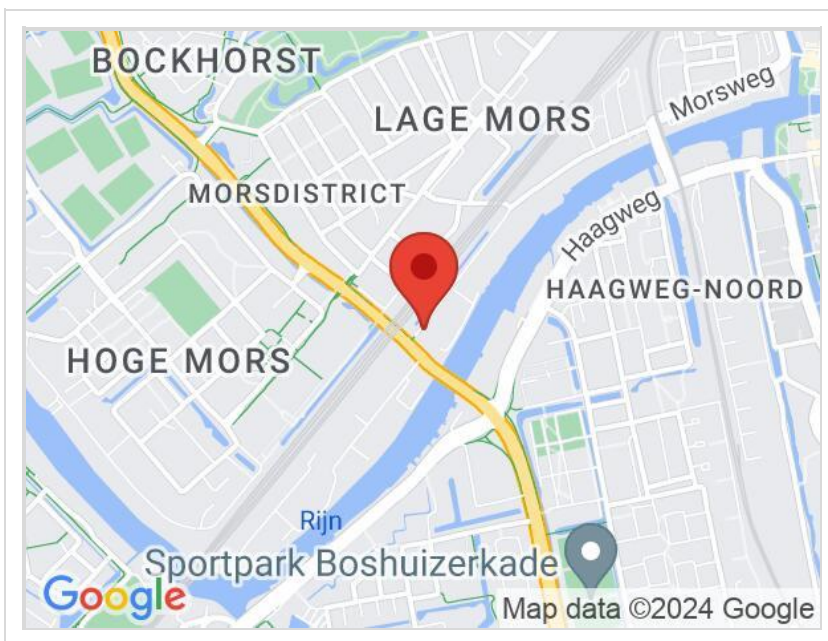 BOCKHORST
LAGE MORS
Morsweg
MORSDISTRICT
Haagweg
HAAGWEG-NOORD
HOGE MORS
Rijn
Sportpark Boshuizerkade
Google
Map data ©2024 Google